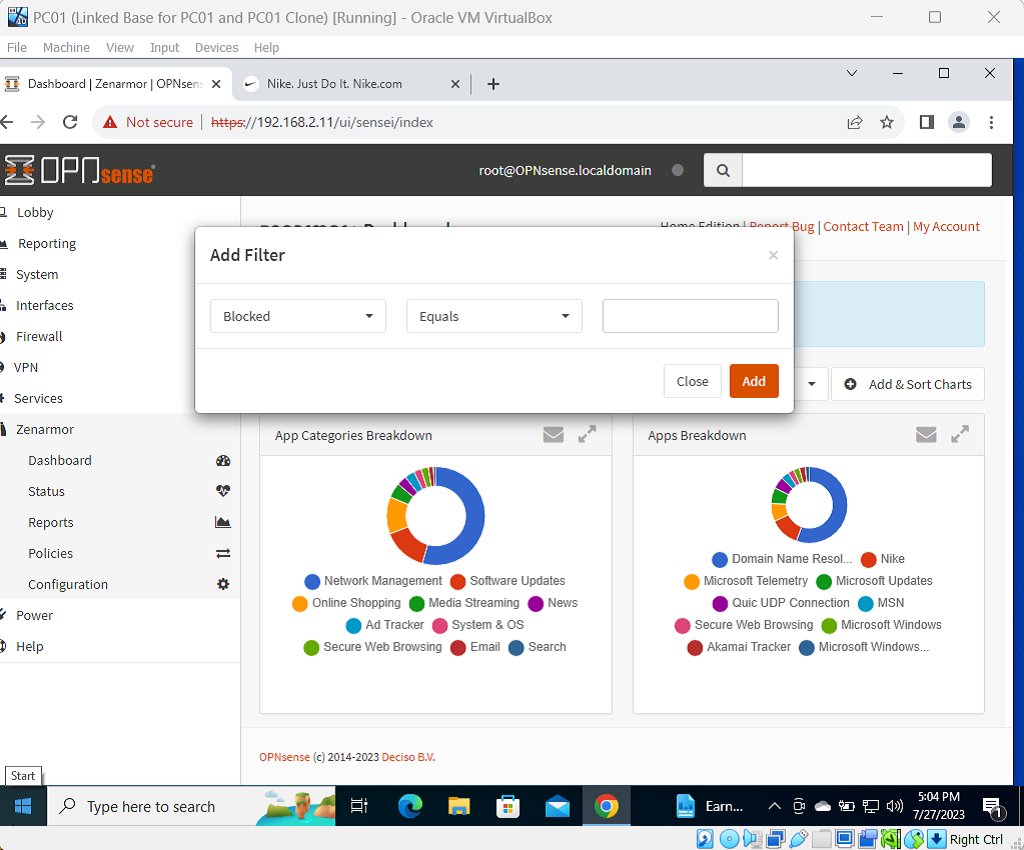 PC01 (Linked Base for PC01 and PC01 Clone) [Running] - Oracle VM VirtualBox
File Machine View Input Devices Help
Dashboard | Zenarmor | OPNsens
Nike. Just Do It. Nike.com
Not secure | https://192.168.2.11/ui/sensei/index
OPNsense
root@OPNsense.localdomain
Lobby
Reporting
System
Interfaces
Firewall
VPN
Services
Zenarmor
Dashboard
Status
Reports
Policies
Configuration
Power
Help
Home Edition | Report Bug | Contact Team | My Account
Add Filter
Blocked
Equals
Close
Add
Add & Sort Charts
App Categories Breakdown
Network Management Software Updates
Online Shopping Media Streaming News
Ad Tracker System & OS
Secure Web Browsing Email Search
Apps Breakdown
Domain Name Resol... Nike
Microsoft Telemetry Microsoft Updates
Quic UDP Connection MSN
Secure Web Browsing Microsoft Windows
Akamai Tracker Microsoft Windows...
OPNsense (c) 2014-2023 Deciso B.V.
Start
Type here to search
Earn...
5:04 PM
7/27/2023
1
Right Ctrl